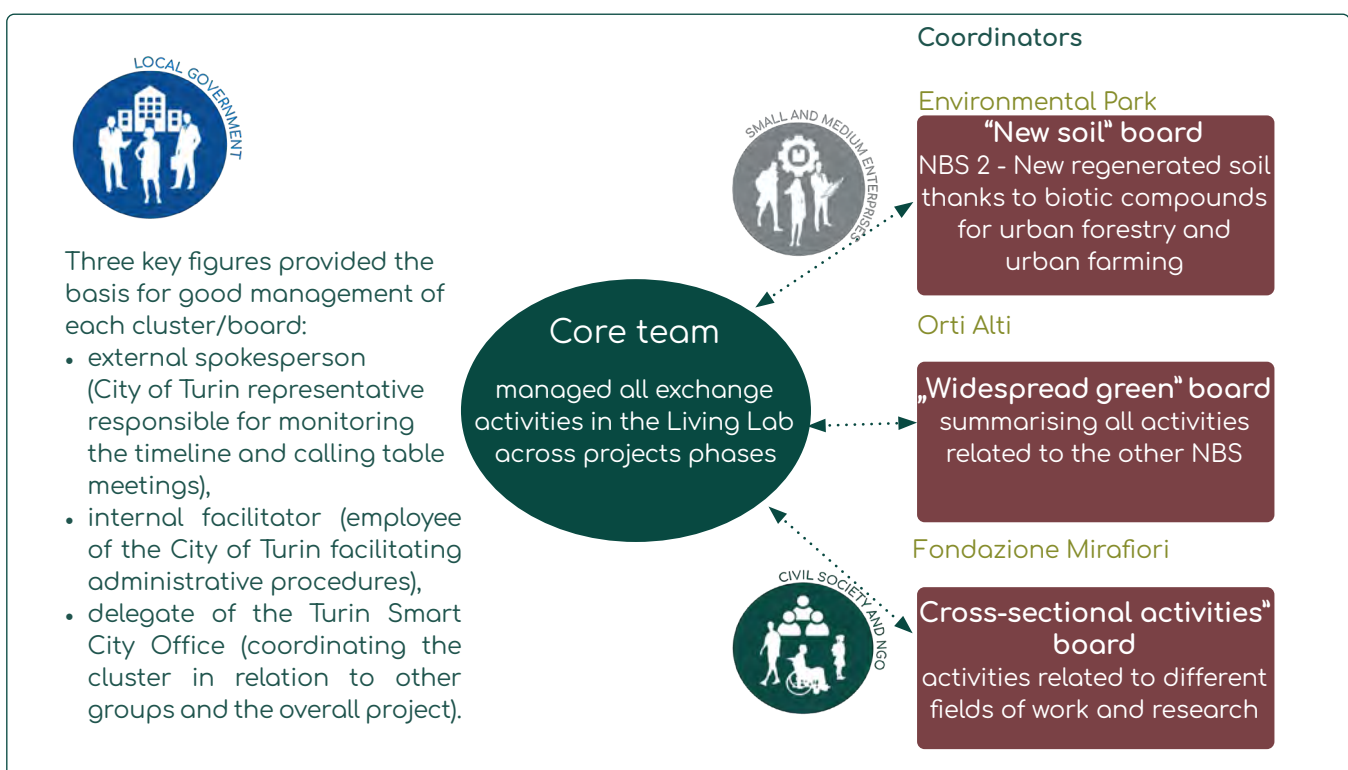 LOCAL GOVERNMENT
Three key figures provided the
basis for good management of
each cluster/board:
• external spokesperson
(City of Turin representative
responsible for monitoring
the timeline and calling table
meetings),
• internal facilitator (employee
of the City of Turin facilitating
administrative procedures),
• delegate of the Turin Smart
City Office (coordinating the
cluster in relation to other
groups and the overall project).
Core team
managed all exchange
activities in the Living Lab
across projects phases
SMALL AND MEDIUM ENTERPRISES
CIVIL SOCIETY AND NGO
Coordinators
Environmental Park
“New soil” board
NBS 2 - New regenerated soil
thanks to biotic compounds
for urban forestry and
urban farming
Orti Alti
„Widespread green” board
summarising all activities
related to the other NBS
Fondazione Mirafiori
Cross-sectional activities”
board
activities related to different
fields of work and research